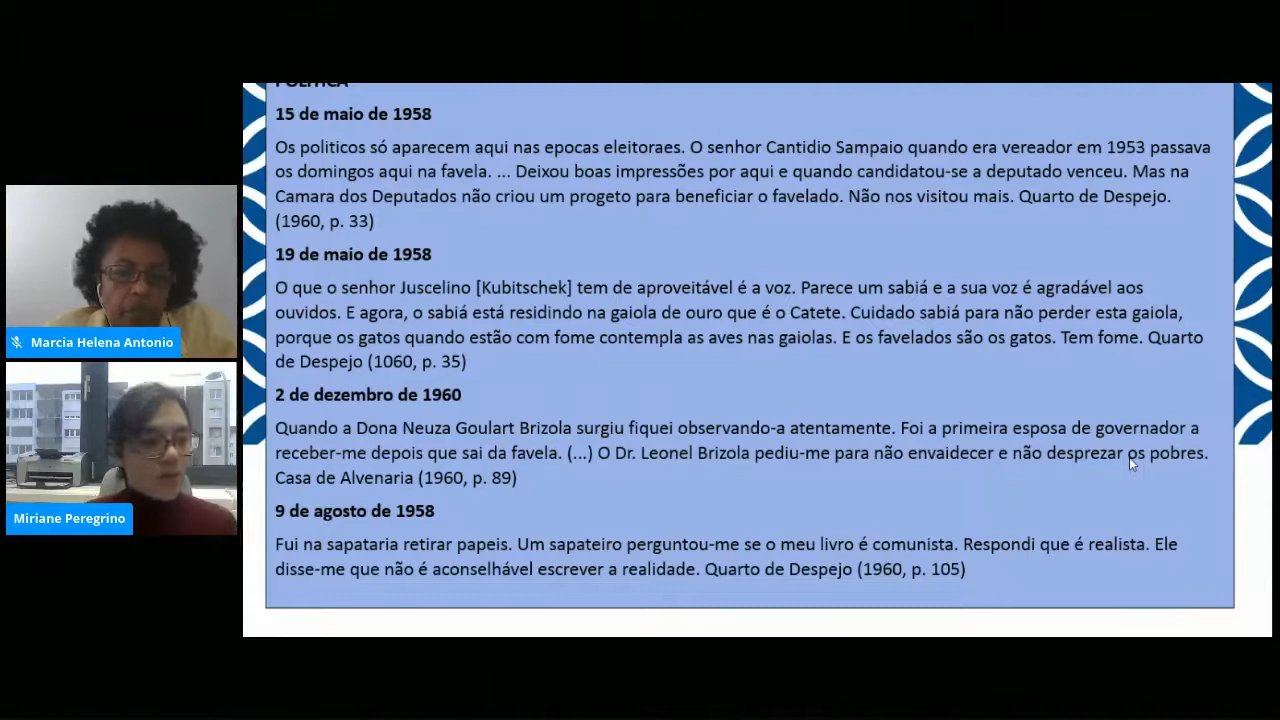 POLÍTICA
15 de maio de 1958
Os politicos só aparecem aqui nas epocas eleitoraes. O senhor Cantidio Sampaio quando era vereador em 1953 passava
os domingos aqui na favela. ... Deixou boas impressões por aqui e quando candidatou-se a deputado venceu. Mas na
Camara dos Deputados não criou um progeto para beneficiar o favelado. Não nos visitou mais. Quarto de Despejo.
(1960, p. 33)
19 de maio de 1958
O que o senhor Juscelino [Kubitschek] tem de aproveitável é a voz. Parece um sabiá e a sua voz é agradável aos
ouvidos. E agora, o sabiá está residindo na gaiola de ouro que é o Catete. Cuidado sabiá para não perder esta gaiola,
porque os gatos quando estão com fome contempla as aves nas gaiolas. E os favelados são os gatos. Tem fome. Quarto
de Despejo (1060, p. 35)
2 de dezembro de 1960
Quando a Dona Neuza Goulart Brizola surgiu fiquei observando-a atentamente. Foi a primeira esposa de governador a
receber-me depois que sai da favela. (...) O Dr. Leonel Brizola pediu-me para não envaidecer e não desprezar os pobres.
Casa de Alvenaria (1960, p. 89)
9 de agosto de 1958
Fui na sapataria retirar papeis. Um sapateiro perguntou-me se o meu livro é comunista. Respondi que é realista. Ele
disse-me que não é aconselhável escrever a realidade. Quarto de Despejo (1960, p. 105)
Marcia Helena Antonio
Miriane Peregrino